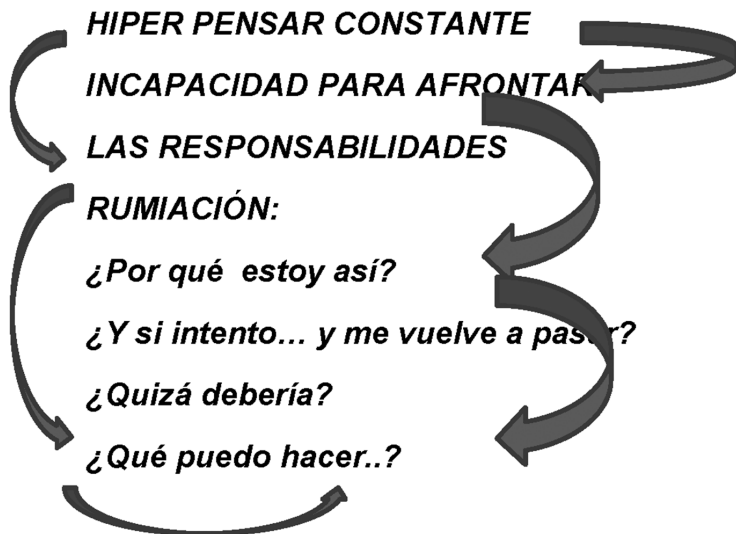 HIPER PENSAR CONSTANTE
INCAPACIDAD PARA AFRONTAR
LAS RESPONSABILIDADES
RUMIACIÓN:
¿Por qué estoy así?
¿Y si intento... y me vuelve a pasar?
¿Quizá debería?
¿Qué puedo hacer..?